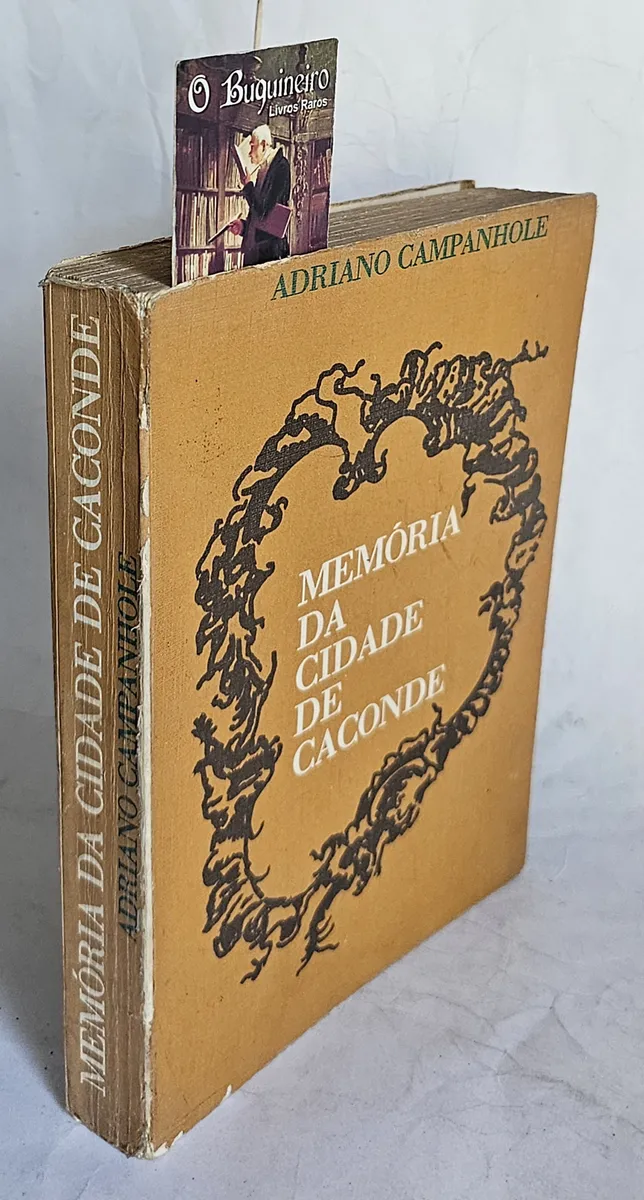 O Buquineiro
Livros Raros
ADRIANO CAMPANHOLE
MEMÓRIA
DA
CIDADE
DE
CACONDE
MEMÓRIA DA CIDADE DE CACONDE
ADRIANO CAMPANHOLE